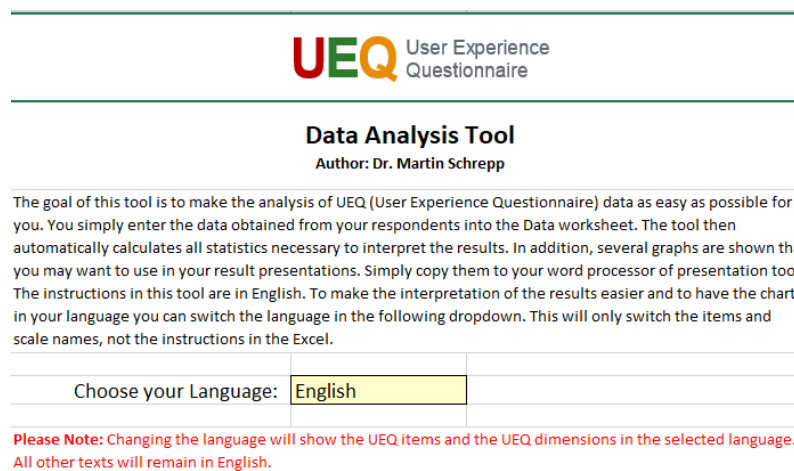 UEQ User Experience
Questionnaire
Data Analysis Tool
Author: Dr. Martin Schrepp
The goal of this tool is to make the analysis of UEQ (User Experience Questionnaire) data as easy as possible for
you. You simply enter the data obtained from your respondents into the Data worksheet. The tool then
automatically calculates all statistics necessary to interpret the results. In addition, several graphs are shown
you may want to use in your result presentations. Simply copy them to your word processor of presentation
The instructions in this tool are in English. To make the interpretation of the results easier and to have the chart
in your language you can switch the language in the following dropdown. This will only switch the items and
scale names, not the instructions in the Excel.
Choose your Language: English
Please Note: Changing the language will show the UEQ items and the UEQ dimensions in the selected language.
All other texts will remain in English.